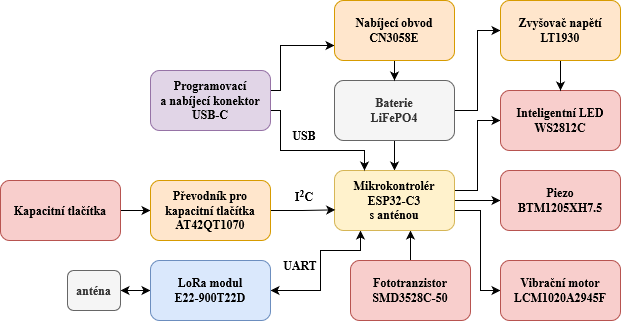 Nabíjecí obvod
CN3058E
Zvyšovač napětí
LT1930
Programovací
a nabíjecí konektor
USB-C
Baterie
LiFePO4
Inteligentní LED
WS2812C
USB
Kapacitní tlačítka
Převodník pro
kapacitní tlačítka
AT42QT1070
I²C
Mikrokontrolér
ESP32-C3
s anténou
Piezo
BTM1205XH7.5
UART
anténa
LoRa modul
E22-900T22D
Fototranzistor
SMD3528C-50
Vibrační motor
LCM1020A2945F